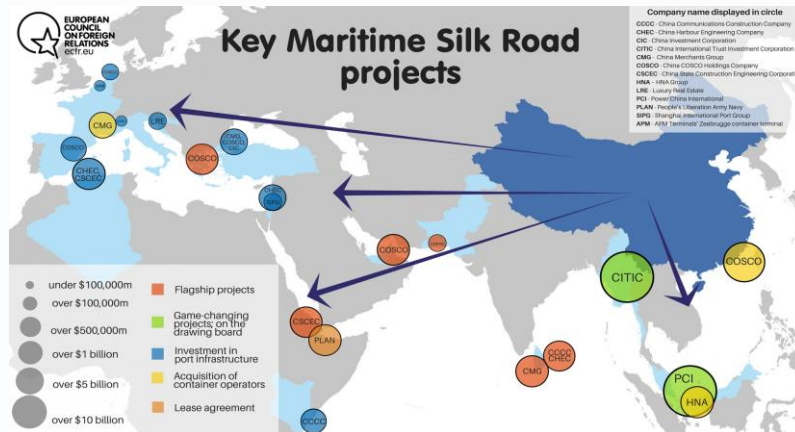 EUROPEAN
COUNCIL
ON FOREIGN
RELATIONS
ecfr.eu
Key Maritime Silk Road
projects
Company name displayed in circle
CCCC - China Communications Construction Company
CHEC - China Harbour Engineering Company
CIC - China Investment Corporation
CITIC - China International Trust Investment Corporation
CMG - China Merchants Group
COSCO - China COSCO Holdings Company
CSCEC - China State Construction Engineering Corporati
HNA - HNA Group
LRE - Luxury Real Estate
PCI - Power China International
PLAN - People's Liberation Army Navy
SIPG - Shanghai International Port Group
APM - APM Terminals' Zeebrugge container terminal
CMG
LRE
CMG,
COSCO,
CIC
COSCO
COSCO
CHEC,
CSCEC
CHEC
SIPG
COSCO
CITIC
COSCO
CSCEC
PLAN
CMG
CCCC
CHEC
PCI
HNA
CCCC
under $100,000m
over $100,000m
over $500,000m
over $1 billion
over $5 billion
over $10 billion
Flagship projects
Game-changing
projects; on the
drawing board
Investment in
port infrastructure
Acquisition of
container operators
Lease agreement